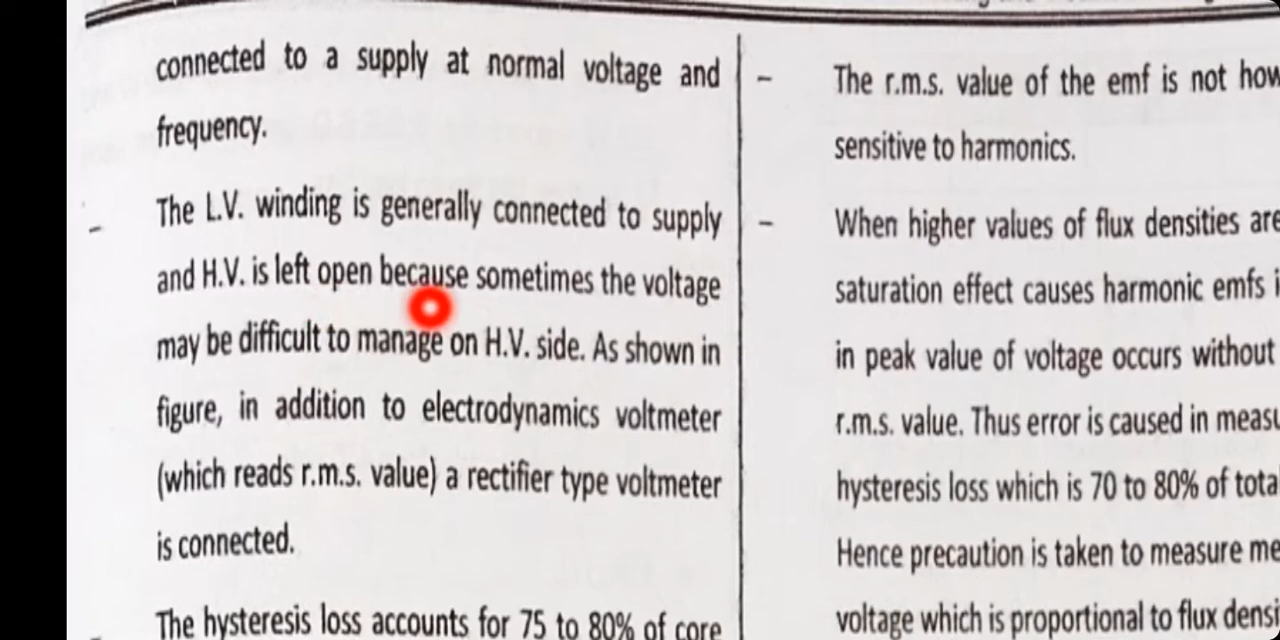 connected to a supply at normal voltage and
frequency.
- The L.V. winding is generally connected to supply
and H.V. is left open because sometimes the voltage
may be difficult to manage on H.V. side. As shown in
figure, in addition to electrodynamics voltmeter
(which reads r.m.s. value) a rectifier type voltmeter
is connected.
- The hysteresis loss accounts for 75 to 80% of core
- The r.m.s. value of the emf is not how
sensitive to harmonics.
- When higher values of flux densities are
saturation effect causes harmonic emfs i
in peak value of voltage occurs without
r.m.s. value. Thus error is caused in measu
hysteresis loss which is 70 to 80% of total
Hence precaution is taken to measure me
voltage which is proportional to flux densi